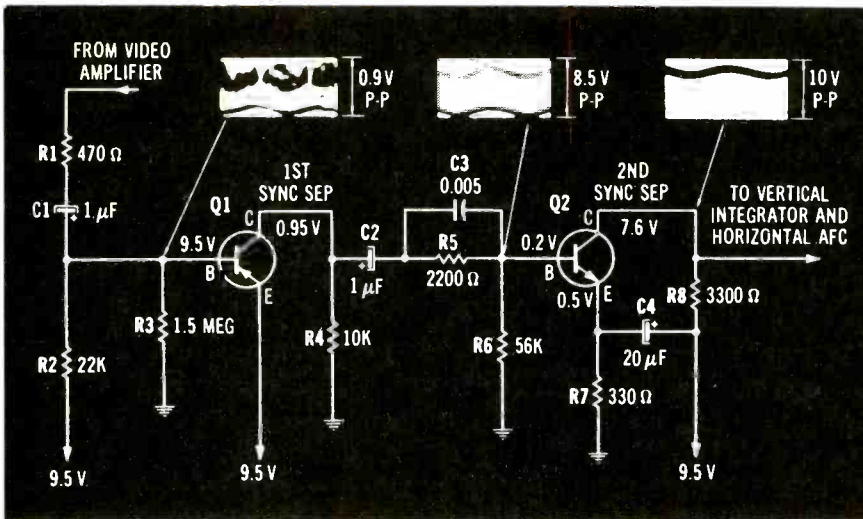 FROM VIDEO
AMPLIFIER
0.9 V
P-P
8.5 V
P-P
10 V
P-P
R1
470 Ω
C1
1 µF
+
1ST
SYNC SEP
Q1
C
0.95 V
9.5 V
B
E
R3
1.5 MEG
R2
22K
9.5 V.
9.5 V.
R4
10K
C2
+
1 µF
C3
0.005
R5
2200 Ω
R6
56K
2ND
SYNC SEP
Q2
C
7.6 V
0.2 V
B
0.5 V
E
C4
+
20 µF
R7
330 Ω
R8
3300 Ω
TO VERTICAL
INTEGRATOR AND
HORIZONTAL AFC
9.5 V.